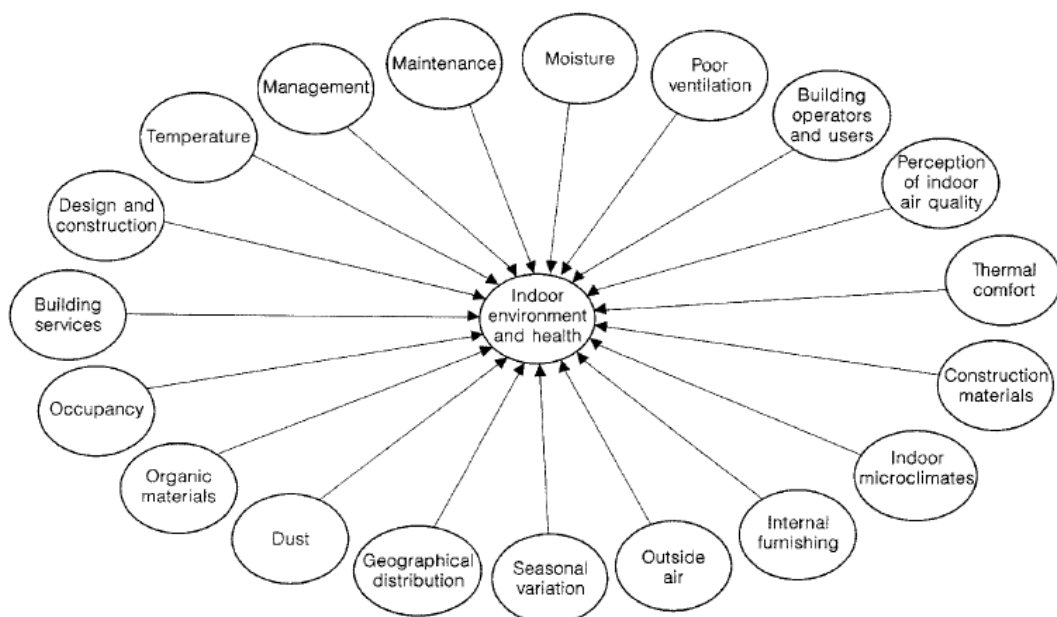 Moisture
Maintenance
Poor
ventilation
Management
Building
operators
and users
Temperature
Perception
of indoor
air quality
Design and
construction
Thermal
comfort
Indoor
environment
and health
Building
services
Construction
materials
Occupancy
Indoor
microclimates
Organic
materials
Internal
furnishing
Dust
Outside
air
Geographical
distribution
Seasonal
variation